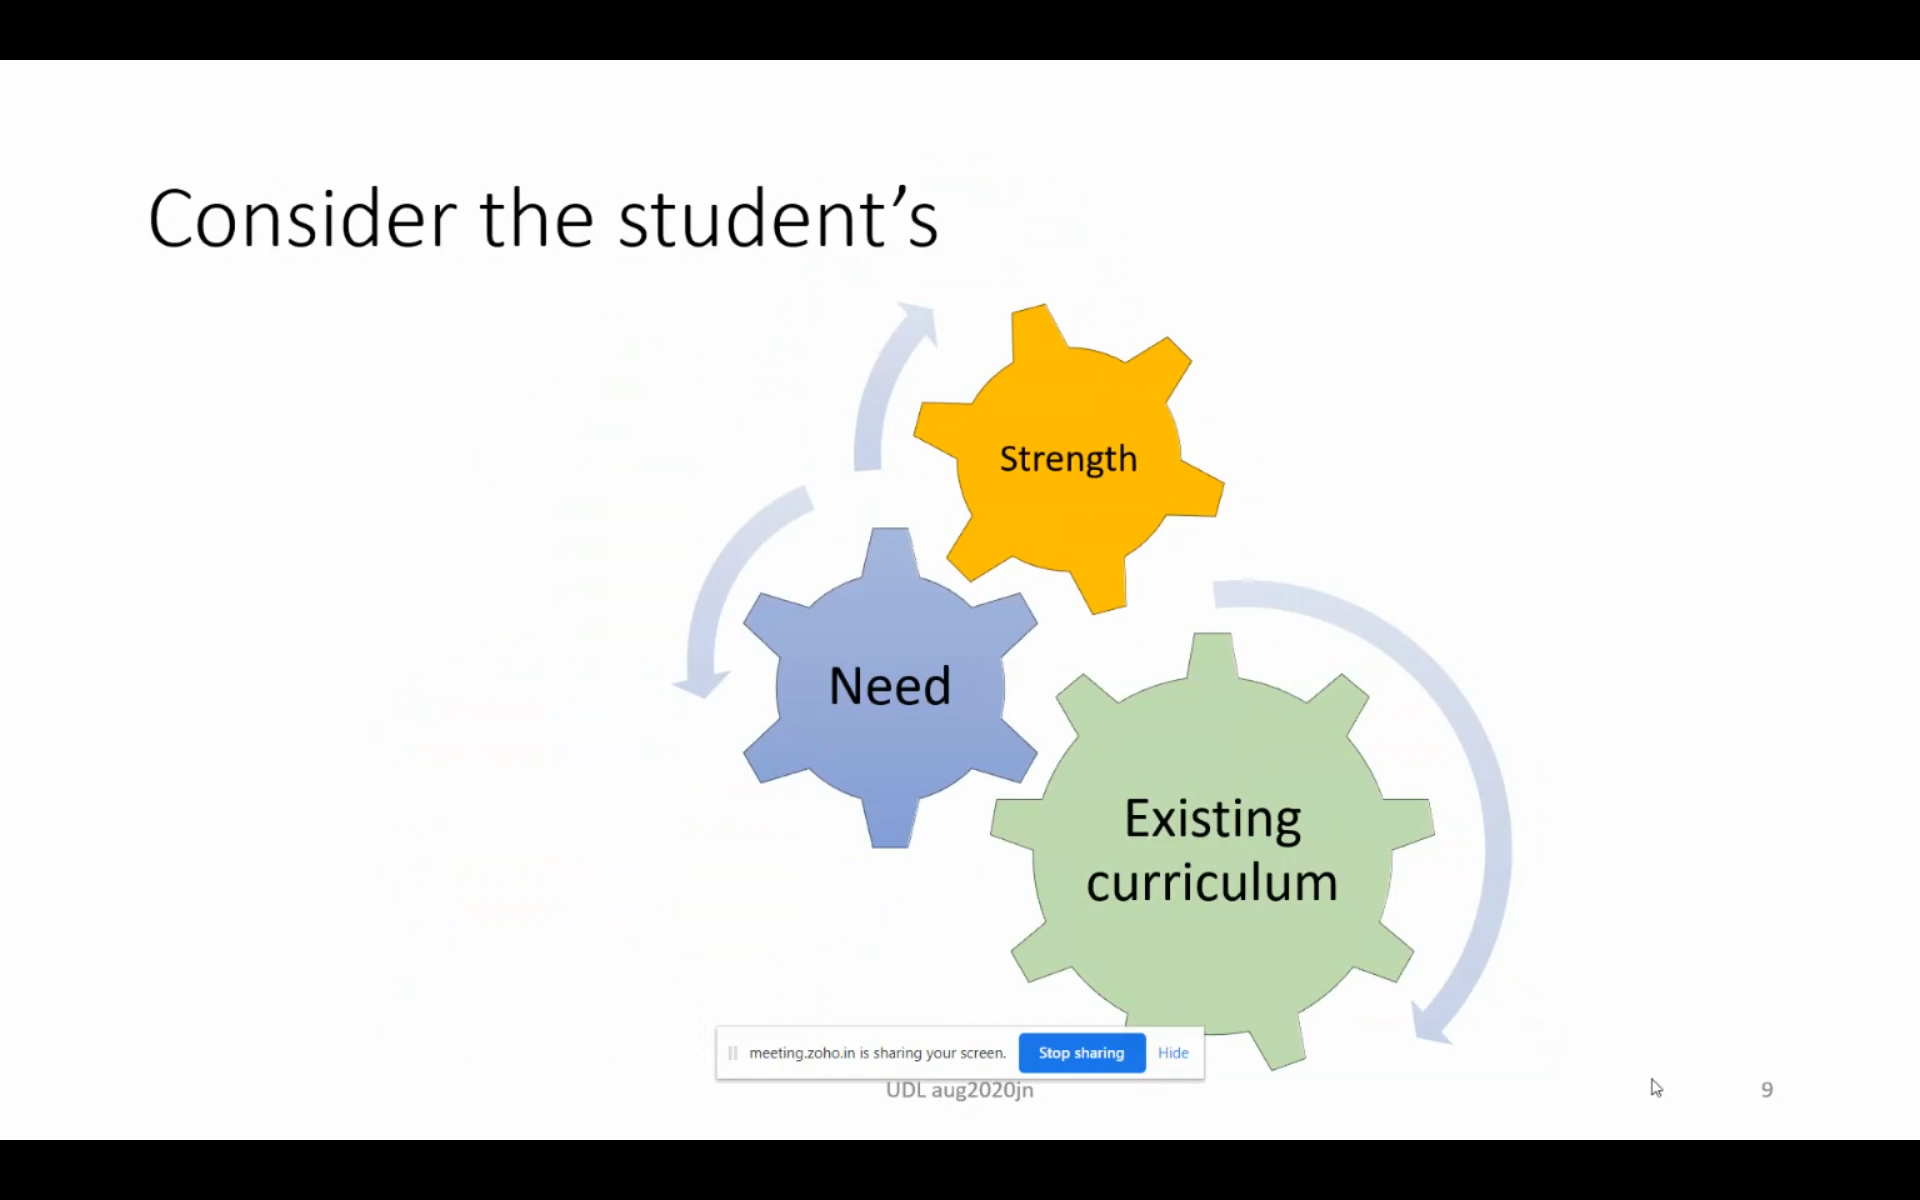 Consider the student’s
Strength
Need
Existing
curriculum
meeting.zoho.in is sharing your screen. Stop sharing Hide
UDL aug2020jn 9